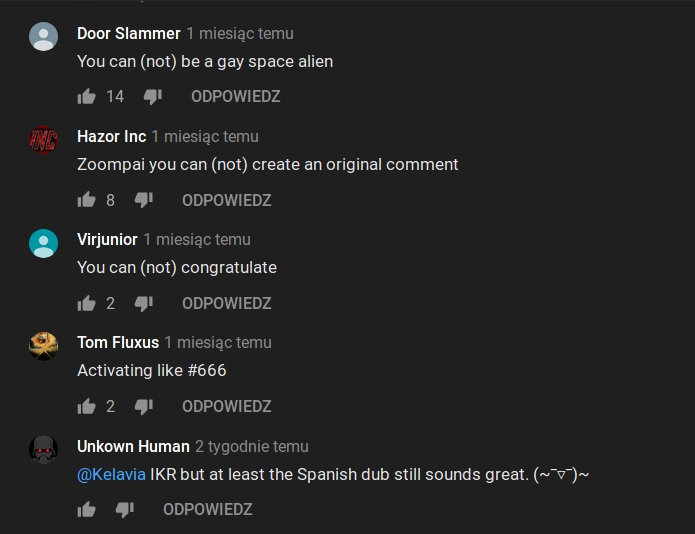 Door Slammer 1 miesiąc temu
You can (not) be a gay space alien
14 ODPOWIEDZ
Hazor Inc 1 miesiąc temu
Zoompai you can (not) create an original comment
8 ODPOWIEDZ
Virjunior 1 miesiąc temu
You can (not) congratulate
2 ODPOWIEDZ
Tom Fluxus 1 miesiąc temu
Activating like #666
2 ODPOWIEDZ
Unkown Human 2 tygodnie temu
@Kelavia IKR but at least the Spanish dub still sounds great. (~‾▿‾)~
ODPOWIEDZ